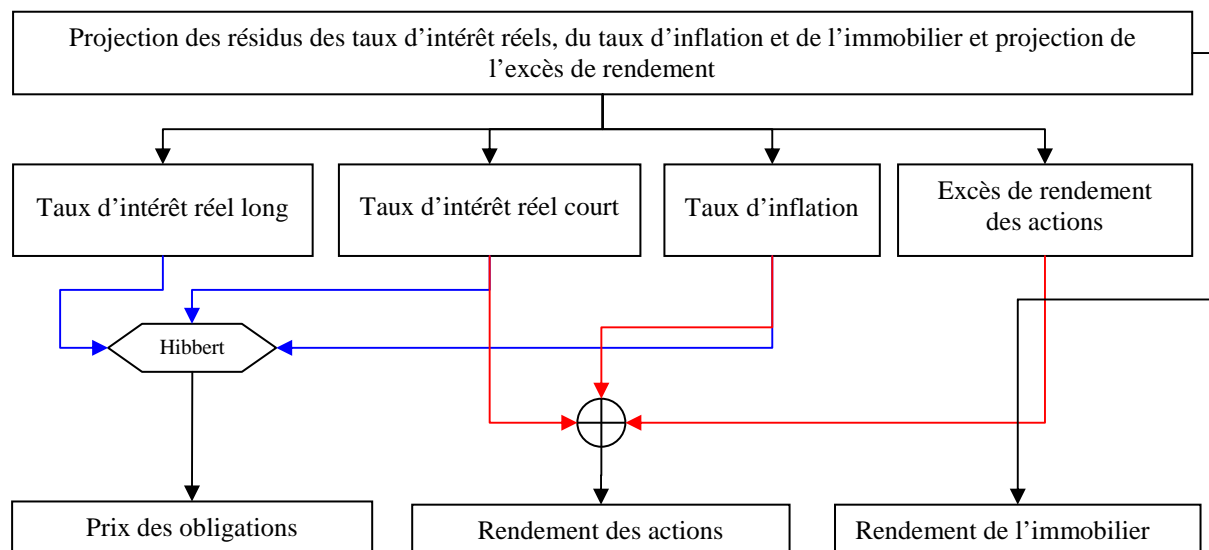 Projection des résidus des taux d’intérêt réels, du taux d’inflation et de l’immobilier et projection de
l’excès de rendement
Taux d’intérêt réel long
Taux d’intérêt réel court
Taux d’inflation
Excès de rendement
des actions
Hibbert
Prix des obligations
Rendement des actions
Rendement de l’immobilier